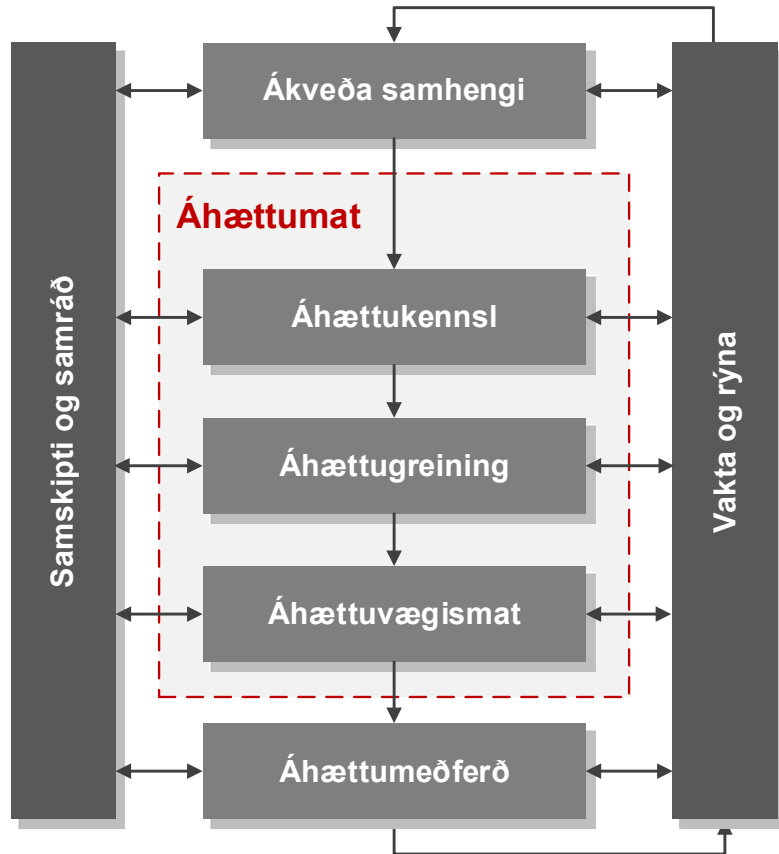 Ákveða samhengi
Áhættumat
Áhættukennsl
Áhættugreining
Áhættuvægismat
Áhættumeðferð
Samskipti og samráð
Vakta og rýna